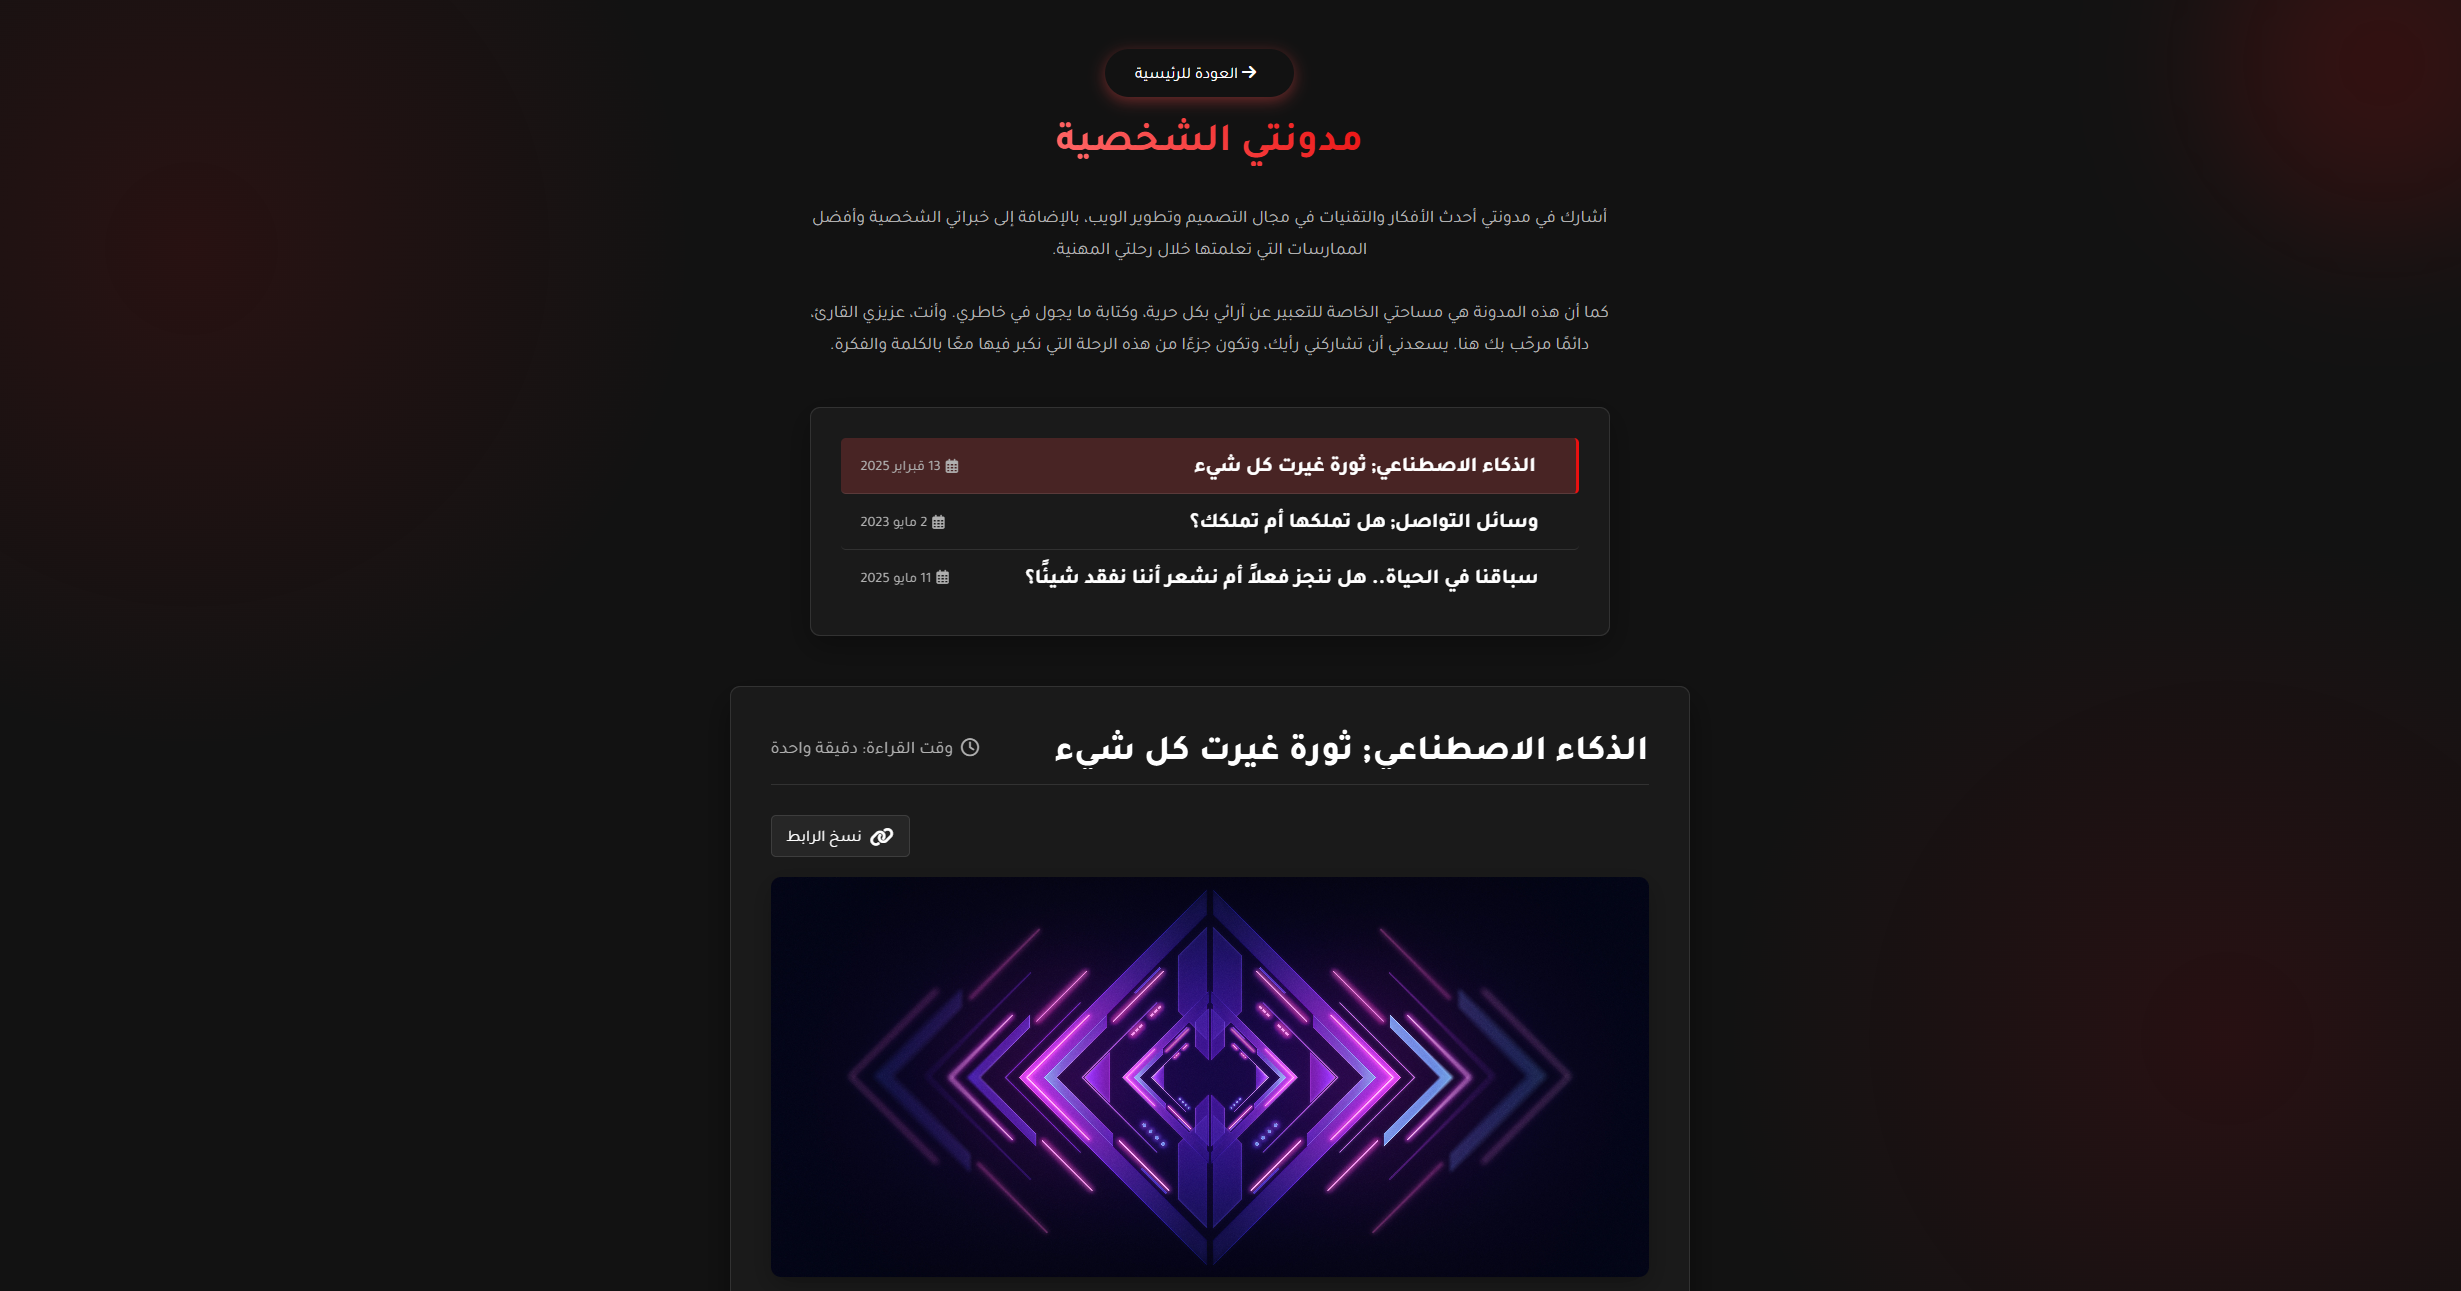 العودة للرئيسية
مدونتي الشخصية
أشارك في مدونتي أحدث الأفكار والتقنيات في مجال التصميم وتطوير الويب، بالإضافة إلى خبراتي الشخصية وأفضل
الممارسات التي تعلمتها خلال رحلتي المهنية.
كما أن هذه المدونة هي مساحتي الخاصة للتعبير عن آرائي بكل حرية، وكتابة ما يجول في خاطري. وأنت، عزيزي القارئ،
دائمًا مرحّب بك هنا. يسعدني أن تشاركني رأيك، وتكون جزءًا من هذه الرحلة التي نكبر فيها معًا بالكلمة والفكرة.
الذكاء الاصطناعي; ثورة غيرت كل شيء 13 فبراير 2025
وسائل التواصل; هل تملكها أم تملكك؟ 2 مايو 2023
سباقنا في الحياة.. هل ننجز فعلاً أم نشعر أننا نفقد شيئًا؟ 11 مايو 2025
الذكاء الاصطناعي; ثورة غيرت كل شيء وقت القراءة: دقيقة واحدة
نسخ الرابط